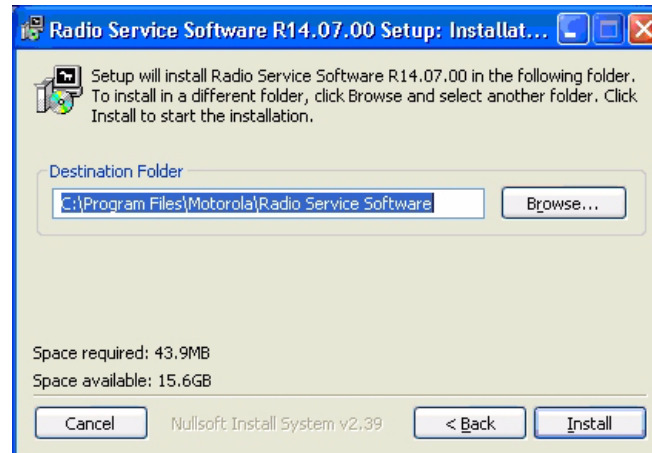 Radio Service Software R14.07.00 Setup: Installat...
Setup will install Radio Service Software R14.07.00 in the following folder.
To install in a different folder, click Browse and select another folder. Click
Install to start the installation.
Destination Folder
C:\Program Files\Motorola\Radio Service Software
Browse...
Space required: 43.9MB
Space available: 15.6GB
Cancel
Nullsoft Install System v2.39
< Back
Install